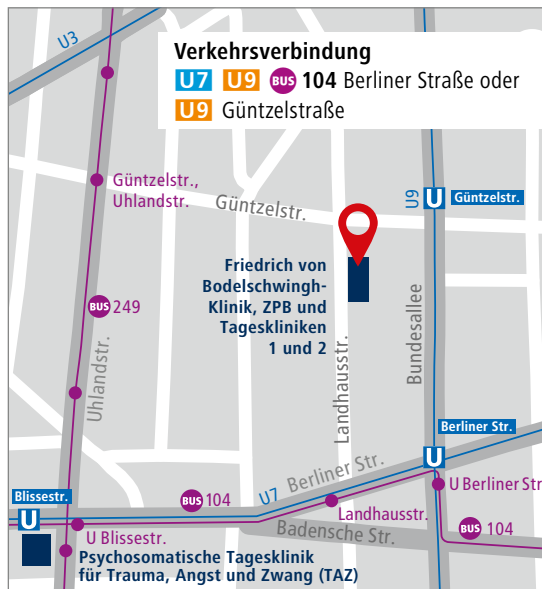 U3
Verkehrsverbindung
U7 U9 BUS 104 Berliner Straße oder
U9 Güntzelstraße
Güntzelstr.,
Uhlandstr.
Güntzelstr.
U9
U Güntzelstr.
Friedrich von
Bodelschwingh-
Klinik, ZPB und
Tageskliniken
1 und 2
BUS 249
Uhlandstr.
Landhausstr.
Bundesallee
Berliner Str.
U
Berliner Str.
U Berliner Str
Blissestr.
U
BUS 104
U7
Landhausstr.
BUS 104
U Blissestr.
Badensche Str.
Psychosomatische Tagesklinik
für Trauma, Angst und Zwang (TAZ)